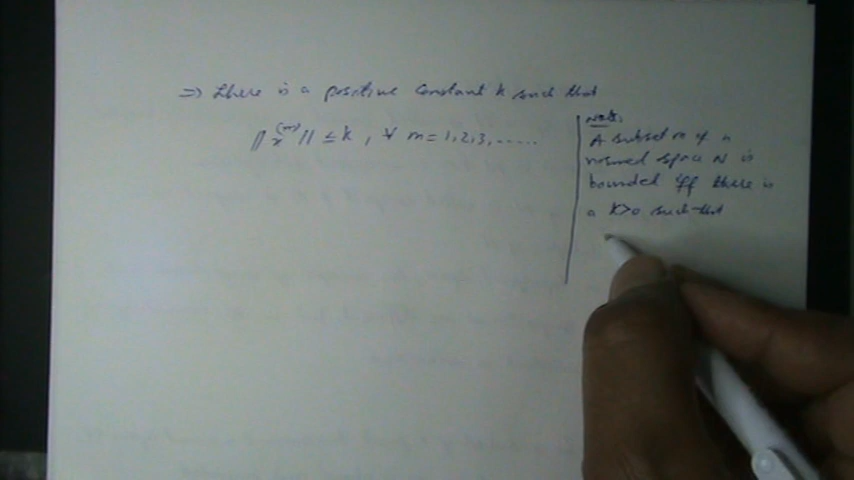 ⇒ there is a positive constant k such that
||x^(m)|| ≤ k, ∀ m = 1,2,3,.....
Note:
A subset M of a
normed space N is
bounded iff there is
a K>0 such that